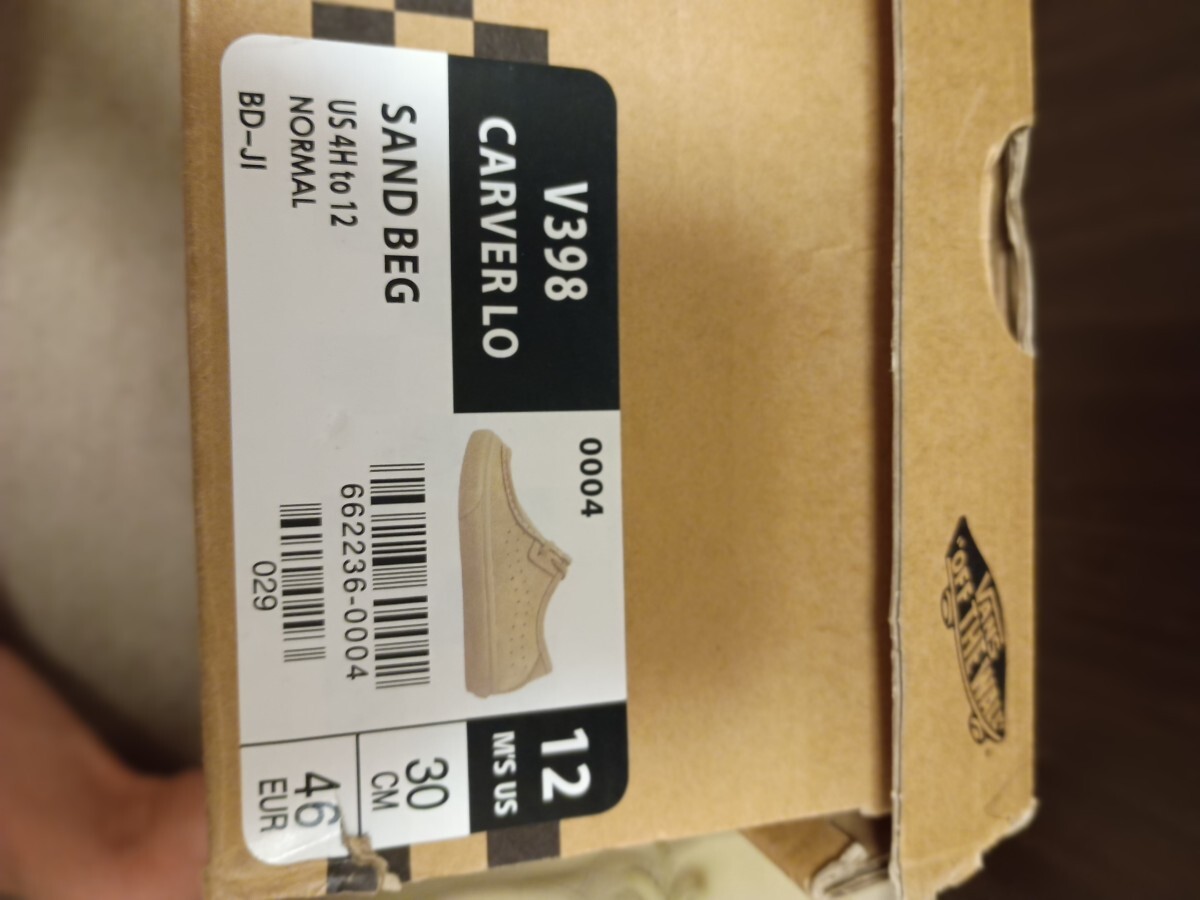 V398
CARVER LO
SAND BEG
US 4H to 12
NORMAL
BD-JI
0004
662236-0004
029
12
M'S US
30
CM
46
EUR
VANS
"OFF THE WALL"